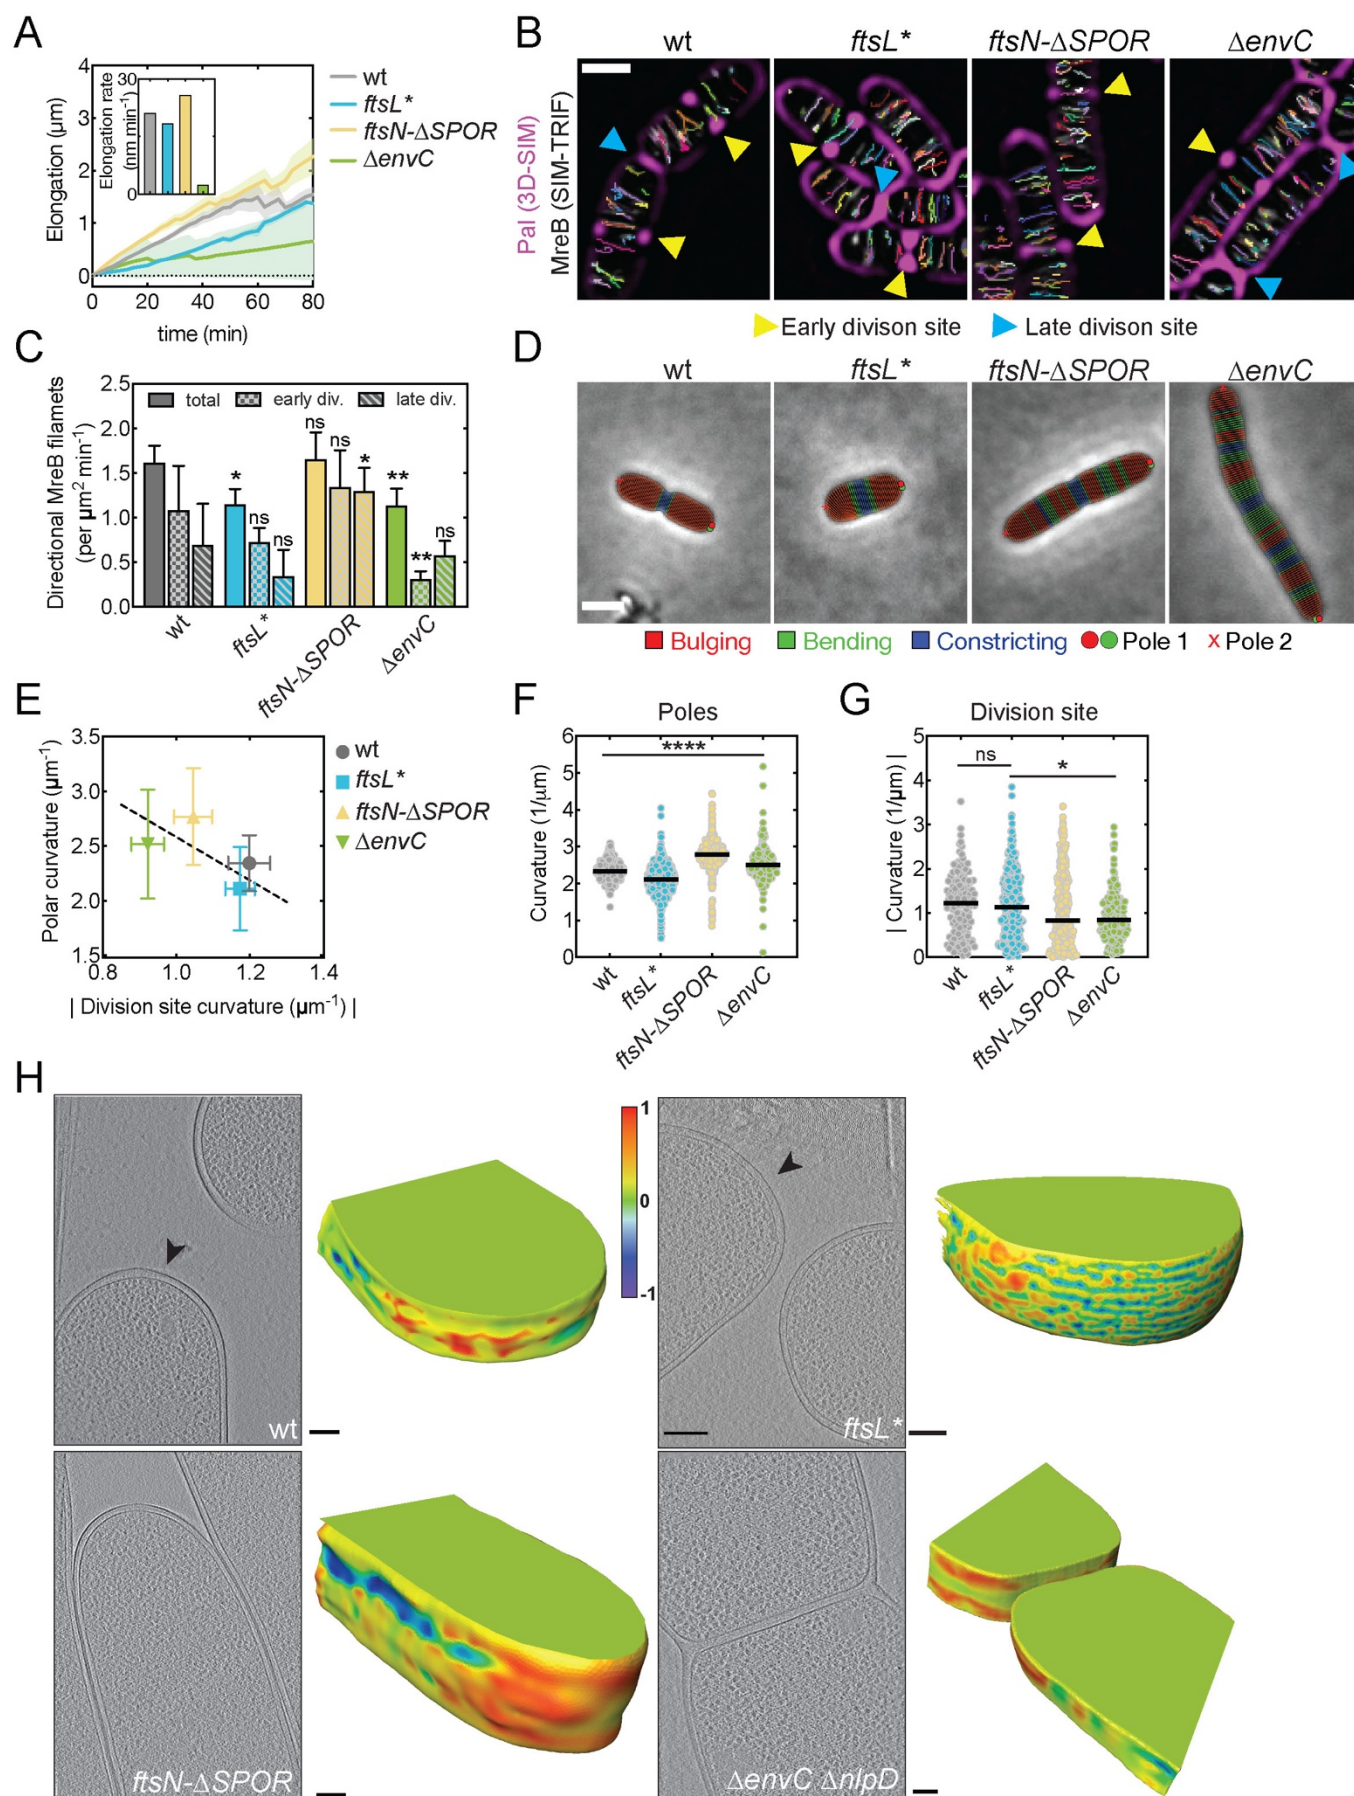 A
Elongation (µm)
4
3
2
1
0
0
20
40
60
80
time (min)
Elongation rate
(nm min-1)
30
0
wt
ftsL*
ftsN-ΔSPOR
ΔenvC
B
wt
ftsL*
ftsN-ΔSPOR
ΔenvC
Pal (3D-SIM)
MreB (SIM-TRIF)
Early divison site
Late divison site
C
Directional MreB filamets
(per µm2 min-1)
2.5
2.0
1.5
1.0
0.5
0.0
total
early div.
late div.
*
ns
ns
ns
ns
*
**
**
ns
wt
ftsL*
ftsN-ΔSPOR
ΔenvC
D
wt
ftsL*
ftsN-ΔSPOR
ΔenvC
Bulging
Bending
Constricting
Pole 1
x Pole 2
E
Polar curvature (µm-1)
3.5
3.0
2.5
2.0
1.5
0.8
1.0
1.2
1.4
| Division site curvature (µm-1) |
wt
ftsL*
ftsN-ΔSPOR
ΔenvC
F
Poles
Curvature (1/µm)
6
5
4
3
2
1
0
****
wt
ftsL*
ftsN-ΔSPOR
ΔenvC
G
Division site
| Curvature (1/µm) |
5
4
3
2
1
0
ns
*
wt
ftsL*
ftsN-ΔSPOR
ΔenvC
H
1
0
-1
wt
ftsL*
ftsN-ΔSPOR
ΔenvC ΔnlpD